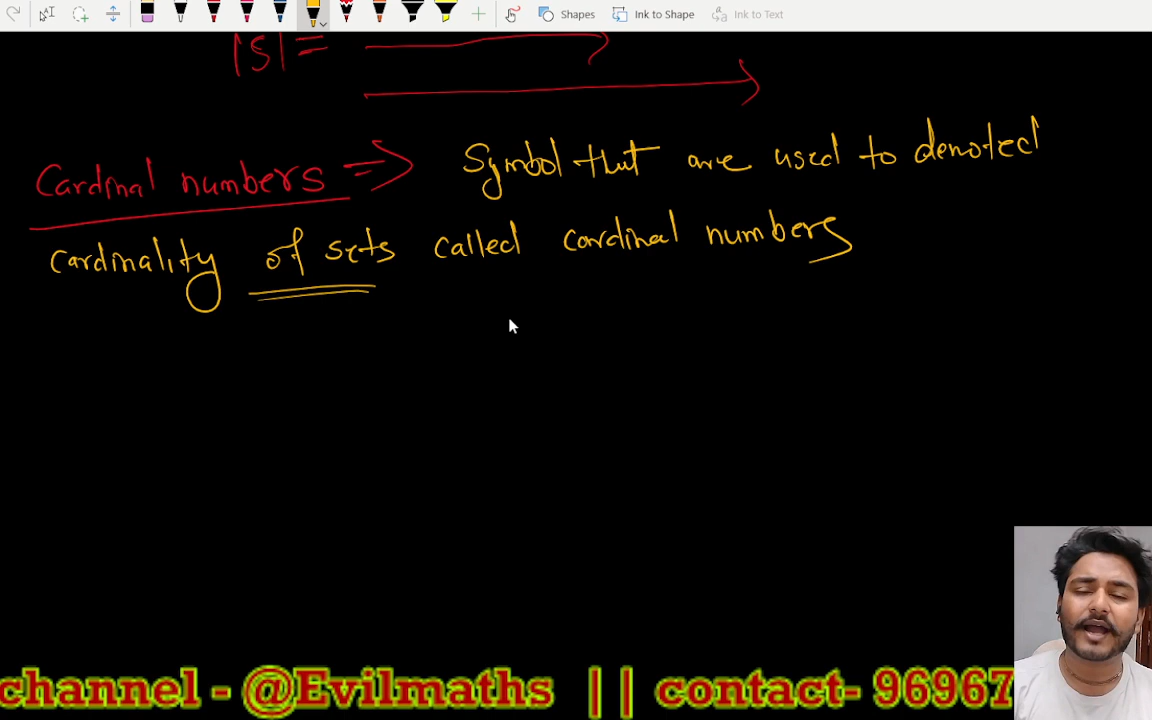 Shapes Ink to Shape Ink to Text
|S| =
Cardinal numbers => Symbol that are used to denoted
cardinality of sets called cardinal numbers
channel - @Evilmaths || contact- 96967